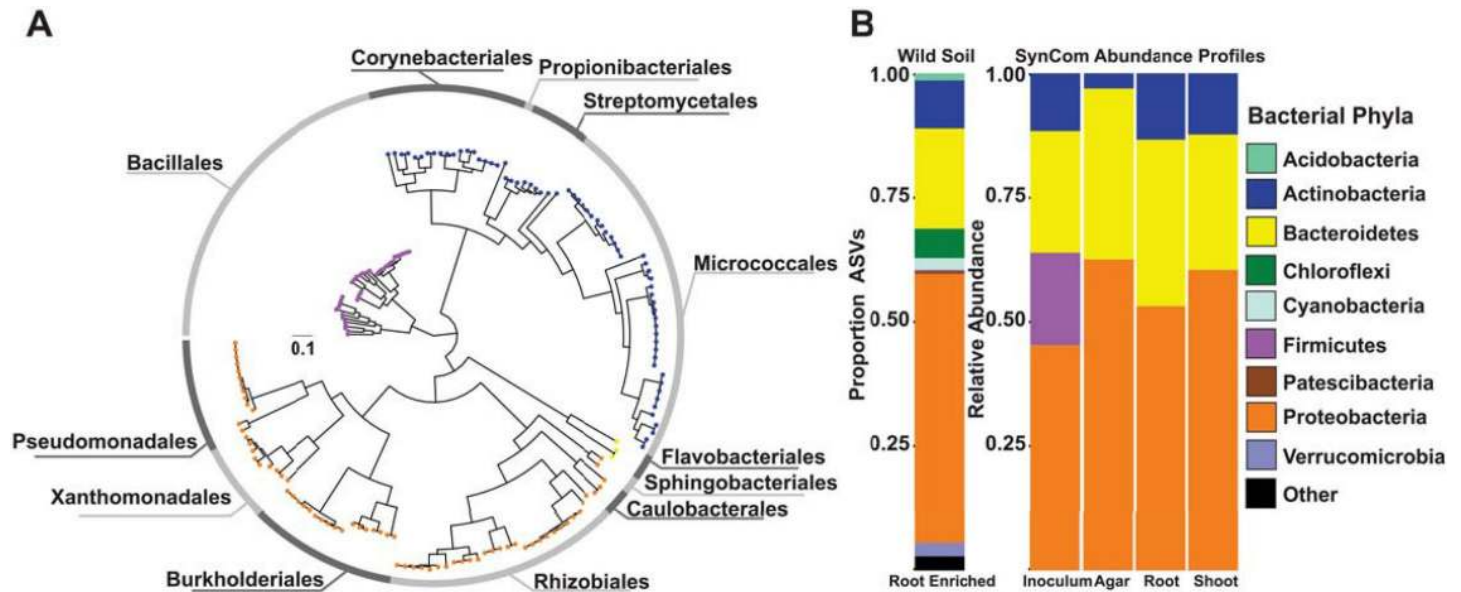 A
Corynebacteriales
Propionibacteriales
Streptomycetales
Bacillales
Micrococcales
0.1
Pseudomonadales
Flavobacteriales
Sphingobacteriales
Caulobacterales
Xanthomonadales
Burkholderiales
Rhizobiales
B
Wild Soil
SynCom Abundance Profiles
Proportion ASVs
1.00
0.75
0.50
0.25
Root Enriched
Relative Abundance
1.00
0.75
0.50
0.25
Inoculum Agar Root Shoot
Bacterial Phyla
Acidobacteria
Actinobacteria
Bacteroidetes
Chloroflexi
Cyanobacteria
Firmicutes
Patescibacteria
Proteobacteria
Verrucomicrobia
Other